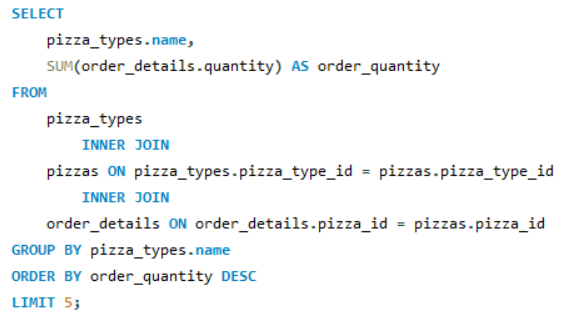 SELECT
pizza_types.name,
SUM(order_details.quantity) AS order_quantity
FROM
pizza_types
INNER JOIN
pizzas ON pizza_types.pizza_type_id = pizzas.pizza_type_id
INNER JOIN
order_details ON order_details.pizza_id = pizzas.pizza_id
GROUP BY pizza_types.name
ORDER BY order_quantity DESC
LIMIT 5;